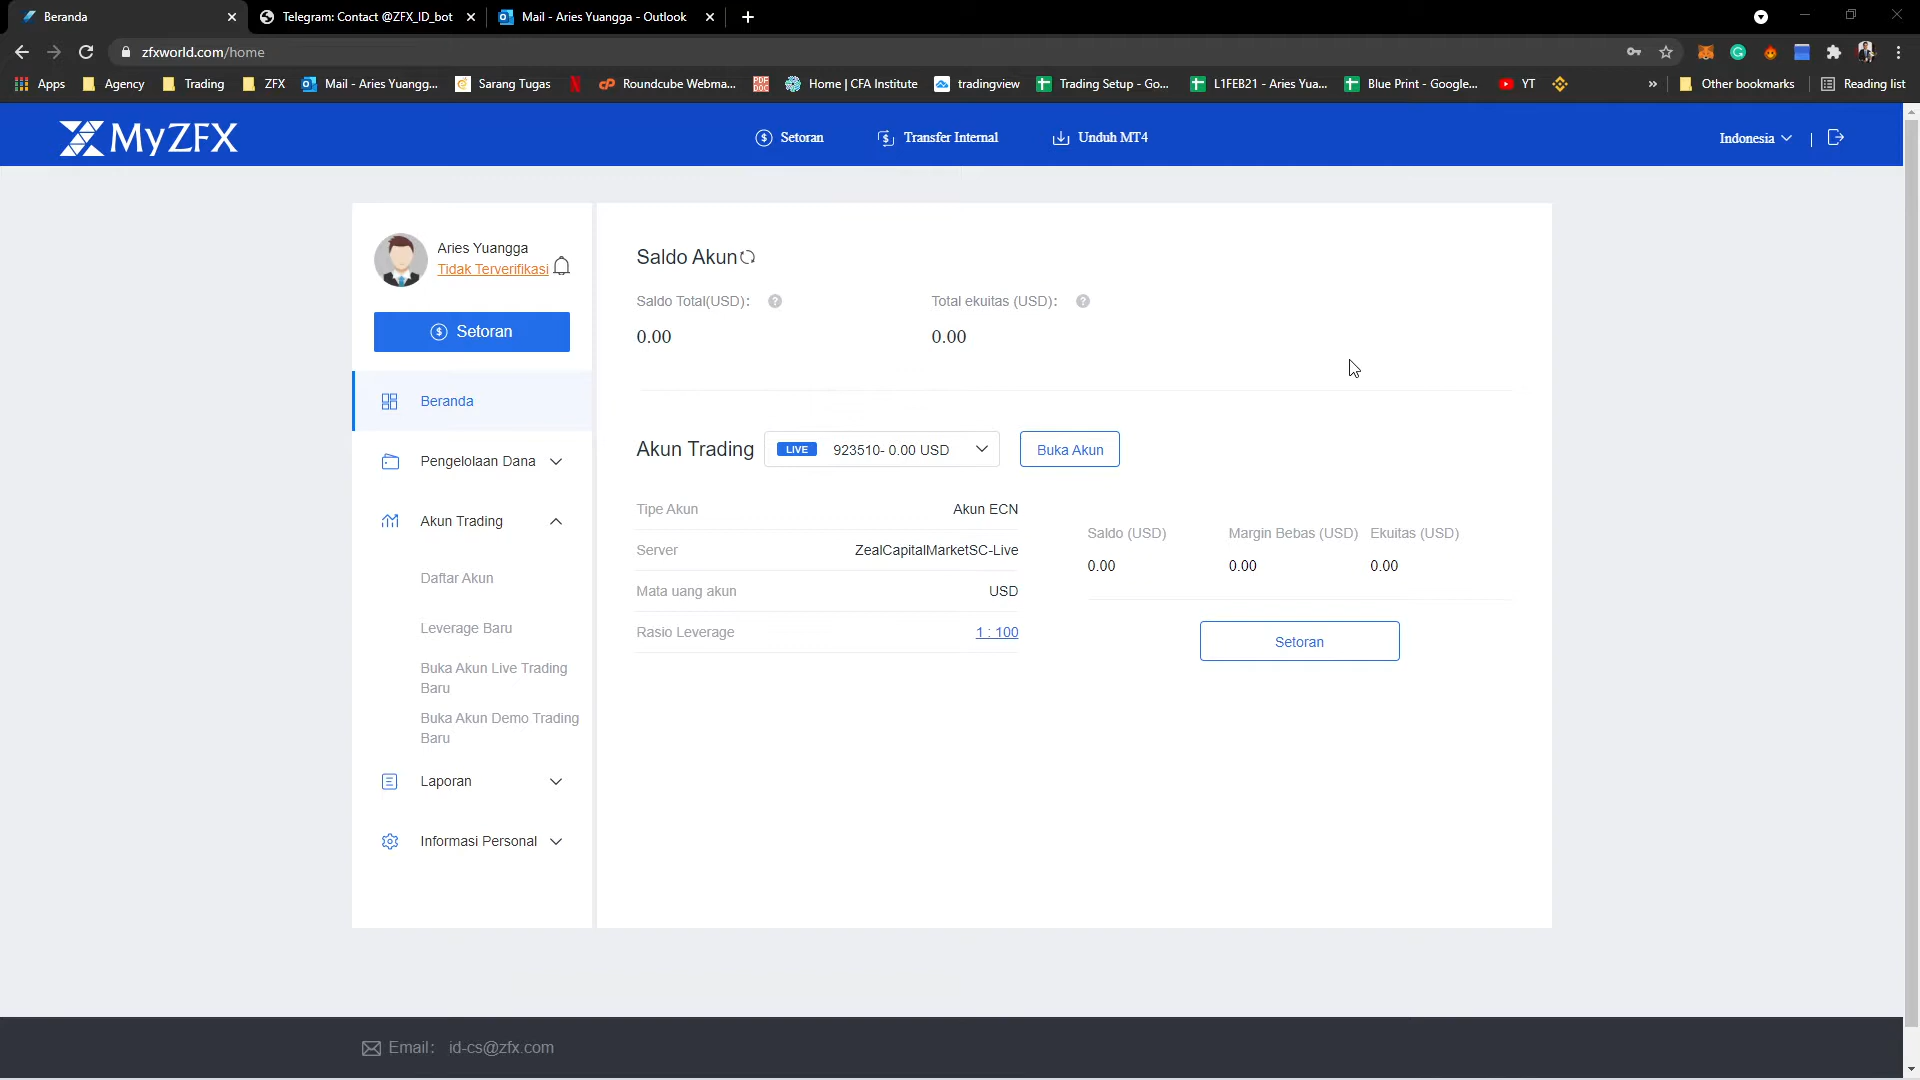 Beranda
Telegram: Contact @ZFX_ID_bot
Mail - Aries Yuangga - Outlook
zfxworld.com/home
Apps
Agency
Trading
ZFX
Mail - Aries Yuangg...
Sarang Tugas
Roundcube Webma...
PDF
DOC
Home | CFA Institute
tradingview
Trading Setup - Go...
L1FEB21 - Aries Yua...
Blue Print - Google...
YT
Other bookmarks
Reading list
MyZFX
Setoran
Transfer Internal
Unduh MT4
Indonesia
Aries Yuangga
Tidak Terverifikasi
Setoran
Beranda
Pengelolaan Dana
Akun Trading
Daftar Akun
Leverage Baru
Buka Akun Live Trading
Baru
Buka Akun Demo Trading
Baru
Laporan
Informasi Personal
Saldo Akun
Saldo Total(USD): ?
Total ekuitas (USD): ?
0.00
0.00
Akun Trading
LIVE 923510- 0.00 USD
Buka Akun
Tipe Akun Akun ECN
Server ZealCapitalMarketSC-Live
Mata uang akun USD
Rasio Leverage 1 : 100
Saldo (USD) Margin Bebas (USD) Ekuitas (USD)
0.00 0.00 0.00
Setoran
Email: id-cs@zfx.com